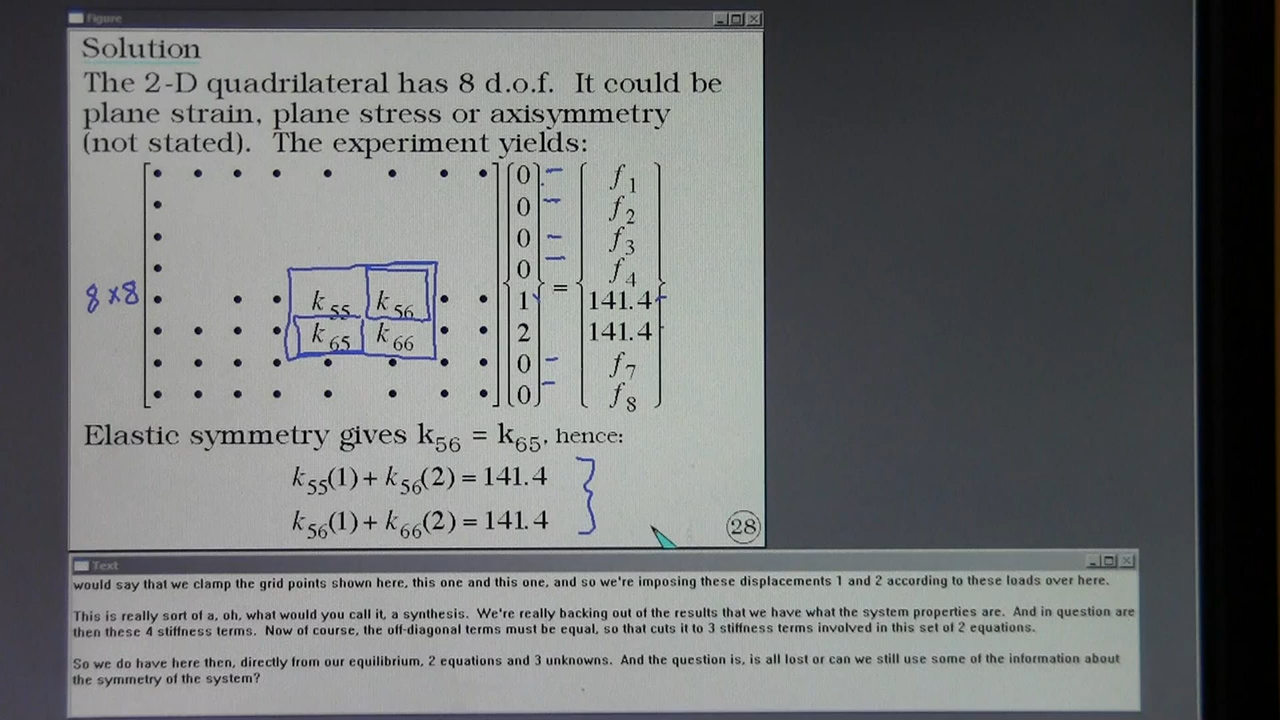 Figure
Solution
The 2-D quadrilateral has 8 d.o.f. It could be
plane strain, plane stress or axisymmetry
(not stated). The experiment yields:
0 f1
0 f2
0 f3
0 f4
8x8 k55 k56 1 = 141.4
k65 k66 2 141.4
0 f7
0 f8
Elastic symmetry gives k56 = k65, hence:
k55(1) + k56(2) = 141.4
k56(1) + k66(2) = 141.4
28
Text
would say that we clamp the grid points shown here, this one and this one, and so we're imposing these displacements 1 and 2 according to these loads over here.
This is really sort of a, oh, what would you call it, a synthesis. We're really backing out of the results that we have what the system properties are. And in question are
then these 4 stiffness terms. Now of course, the off-diagonal terms must be equal, so that cuts it to 3 stiffness terms involved in this set of 2 equations.
So we do have here then, directly from our equilibrium, 2 equations and 3 unknowns. And the question is, is all lost or can we still use some of the information about
the symmetry of the system?